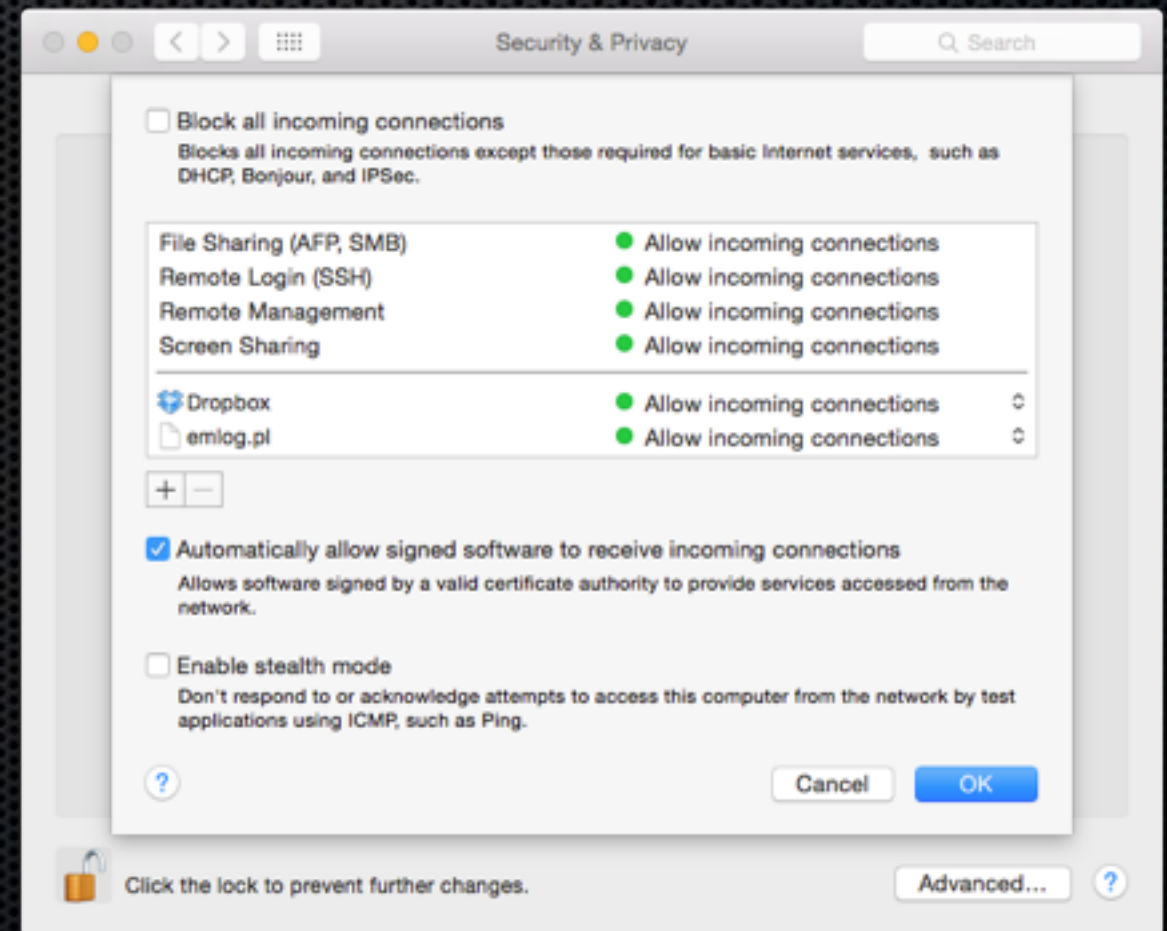 Security & Privacy
Search
Block all incoming connections
Blocks all incoming connections except those required for basic Internet services, such as
DHCP, Bonjour, and IPSec.
File Sharing (AFP, SMB) Allow incoming connections
Remote Login (SSH) Allow incoming connections
Remote Management Allow incoming connections
Screen Sharing Allow incoming connections
Dropbox Allow incoming connections
emlog.pl Allow incoming connections
+ −
Automatically allow signed software to receive incoming connections
Allows software signed by a valid certificate authority to provide services accessed from the
network.
Enable stealth mode
Don't respond to or acknowledge attempts to access this computer from the network by test
applications using ICMP, such as Ping.
? Cancel OK
Click the lock to prevent further changes. Advanced... ?